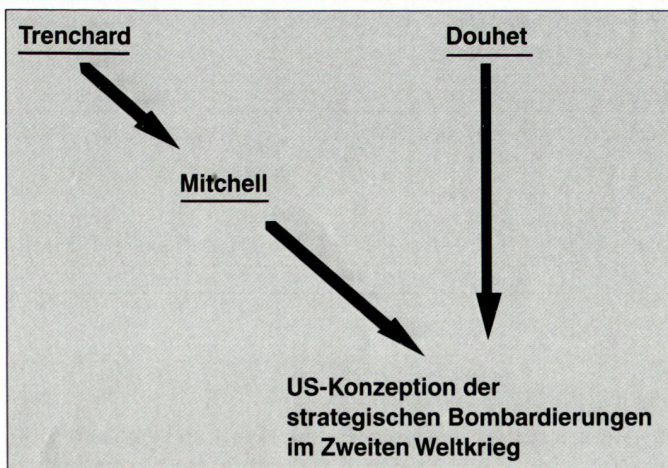 Trenchard
Douhet
Mitchell
US-Konzeption der
strategischen Bombardierungen
im Zweiten Weltkrieg